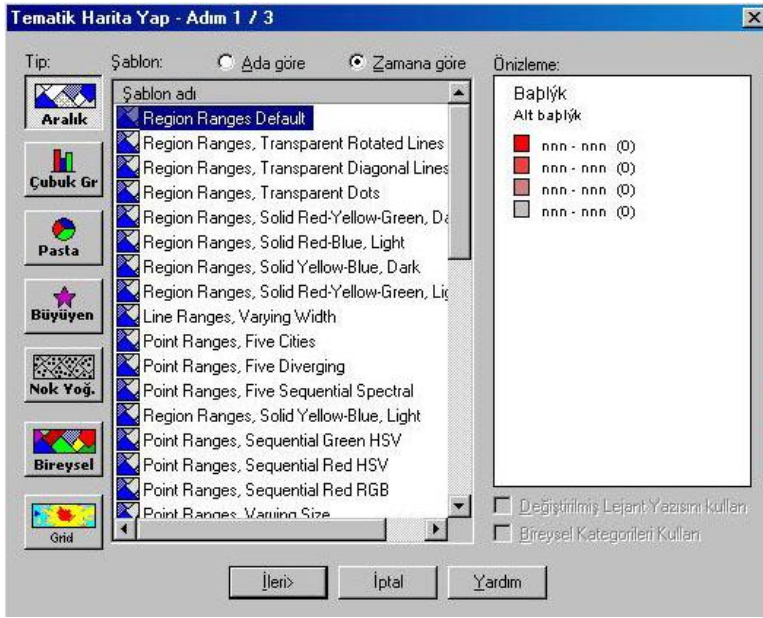 Tematik Harita Yap - Adım 1 / 3
Tip:
Aralık
Çubuk Gr
Pasta
Büyüyen
Nok Yoğ.
Bireysel
Grid
Şablon:
Ada göre
Zamana göre
Şablon adı
Region Ranges Default
Region Ranges, Transparent Rotated Lines
Region Ranges, Transparent Diagonal Lines
Region Ranges, Transparent Dots
Region Ranges, Solid Red-Yellow-Green, Da
Region Ranges, Solid Red-Blue, Light
Region Ranges, Solid Yellow-Blue, Dark
Region Ranges, Solid Red-Yellow-Green, Lig
Line Ranges, Varying Width
Point Ranges, Five Cities
Point Ranges, Five Diverging
Point Ranges, Five Sequential Spectral
Region Ranges, Solid Yellow-Blue, Light
Point Ranges, Sequential Green HSV
Point Ranges, Sequential Red HSV
Point Ranges, Sequential Red RGB
Point Ranges, Varying Size
Önizleme:
Baþlýk
Alt baþlýk
nnn - nnn (0)
nnn - nnn (0)
nnn - nnn (0)
nnn - nnn (0)
Değiştirilmiş Lejant Yazısını kullan
Bireysel Kategorileri Kullan
İleri>
İptal
Yardım